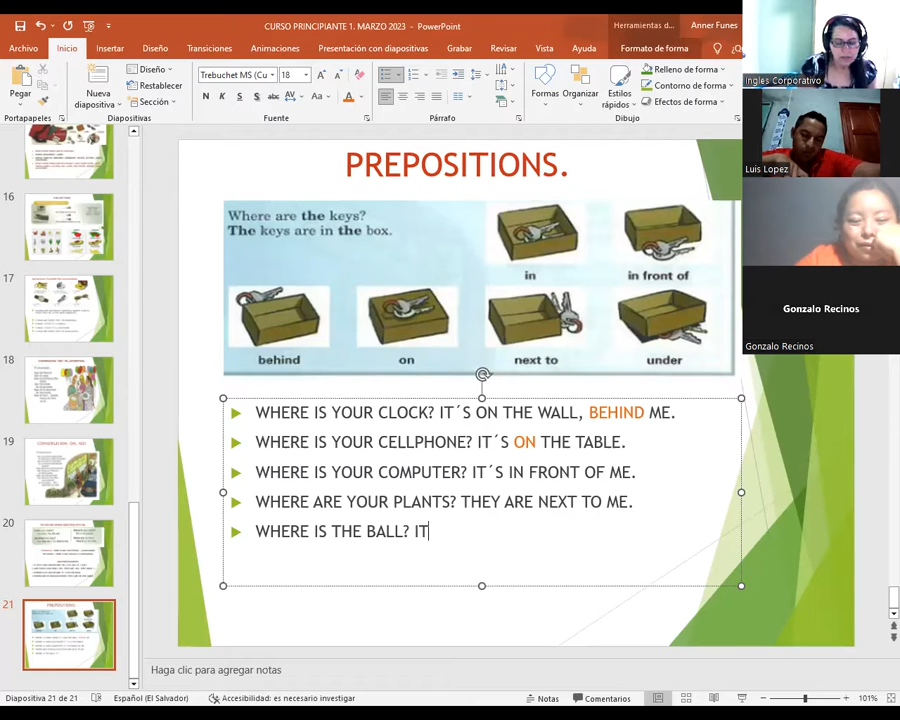 CURSO PRINCIPIANTE 1. MARZO 2023 - PowerPoint
Herramientas d...
Anner Funes
Archivo Inicio Insertar Diseño Transiciones Animaciones Presentación con diapositivas Grabar Revisar Vista Ayuda Formato de forma
Pegar
Nueva diapositiva
Diseño
Restablecer
Sección
Trebuchet MS (Cu 18
N K S S abc AV Aa A
Formas
Organizar
Estilos rápidos
Relleno de forma
Contorno de forma
Efectos de forma
Portapapeles Diapositivas Fuente Párrafo Dibujo
Ingles Corporativo
Luis Lopez
Gonzalo Recinos
Gonzalo Recinos
16
17
18
19
20
21
PREPOSITIONS.
Where are the keys?
The keys are in the box.
in
in front of
behind
on
next to
under
WHERE IS YOUR CLOCK? IT´S ON THE WALL, BEHIND ME.
WHERE IS YOUR CELLPHONE? IT´S ON THE TABLE.
WHERE IS YOUR COMPUTER? IT´S IN FRONT OF ME.
WHERE ARE YOUR PLANTS? THEY ARE NEXT TO ME.
WHERE IS THE BALL? IT
Haga clic para agregar notas
Diapositiva 21 de 21 Español (El Salvador) Accesibilidad: es necesario investigar Notas Comentarios 101%